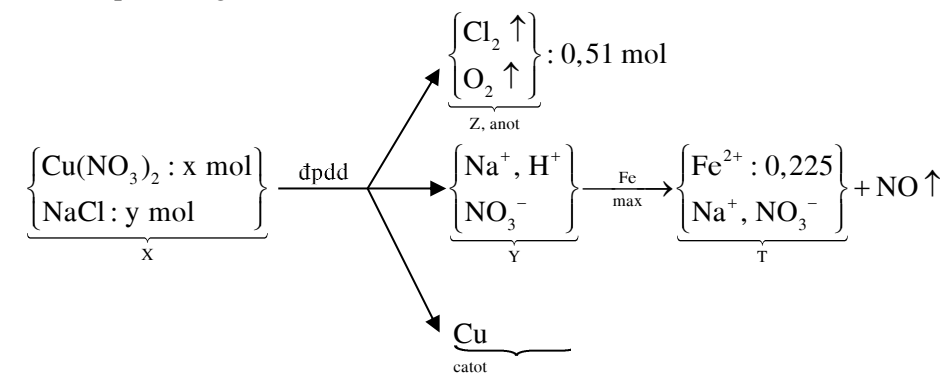 Cl₂ ↑
O₂ ↑
: 0,51 mol
Z, anot
Cu(NO₃)₂ : x mol
NaCl : y mol
X
đpdd
Na⁺, H⁺
NO₃⁻
Y
Fe
max
Fe²⁺ : 0,225
Na⁺, NO₃⁻
T
+ NO ↑
Cu
catot